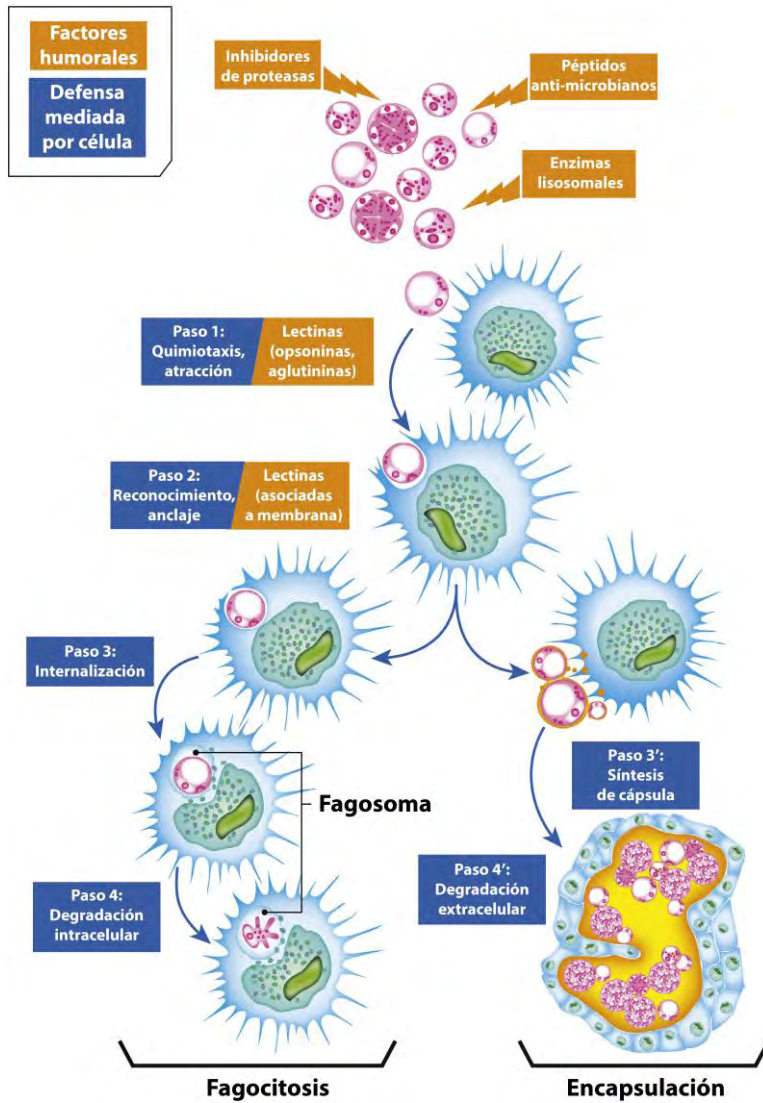 Factores
humorales
Defensa
mediada
por célula
Inhibidores
de proteasas
Péptidos
anti-microbianos
Enzimas
lisosomales
Paso 1:
Quimiotaxis,
atracción
Lectinas
(opsoninas,
aglutininas)
Paso 2:
Reconocimiento,
anclaje
Lectinas
(asociadas
a membrana)
Paso 3:
Internalización
Fagosoma
Paso 3':
Síntesis
de cápsula
Paso 4:
Degradación
intracelular
Paso 4':
Degradación
extracelular
Fagocitosis
Encapsulación